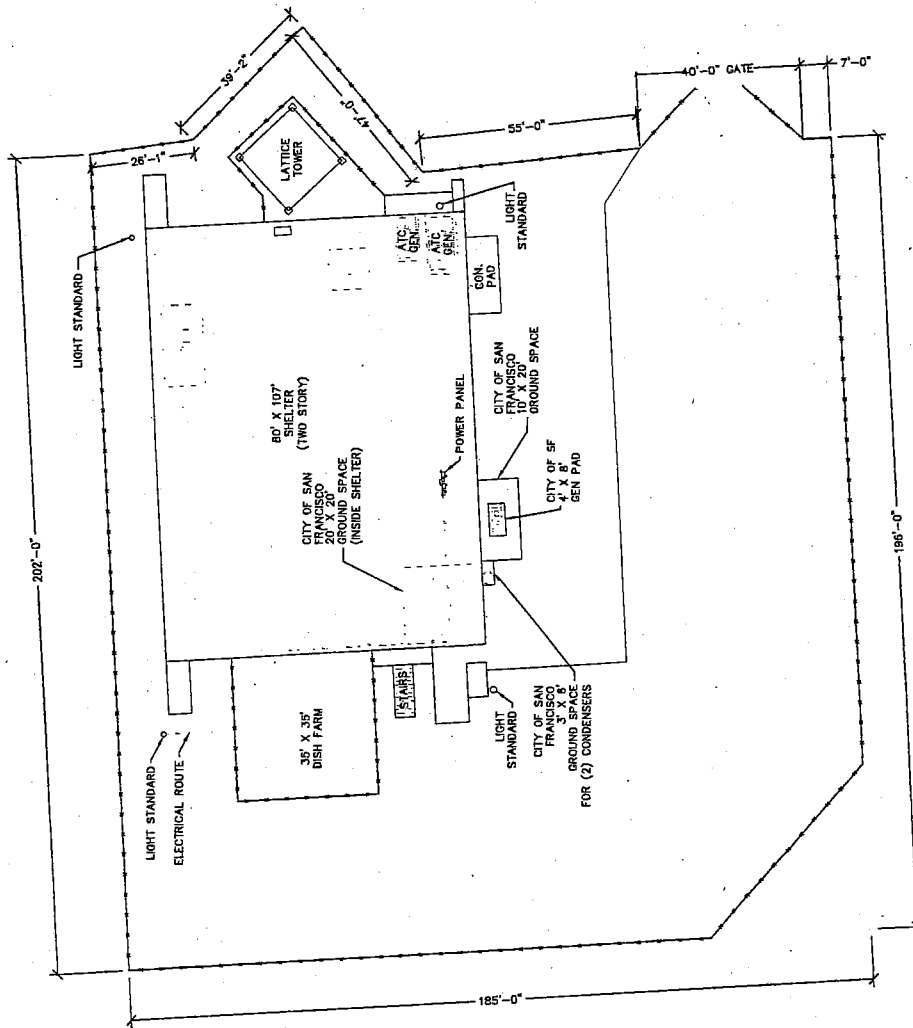 39'-2"
47'-0"
26'-1"
55'-0"
40'-0" GATE
7'-0"
LATTICE
TOWER
LIGHT
STANDARD
LIGHT STANDARD
ATC
GEN
ATC
GEN
CON.
PAD
80' X 107'
SHELTER
(TWO STORY)
CITY OF SAN
FRANCISCO
20' X 20'
GROUND SPACE
(INSIDE SHELTER)
POWER PANEL
CITY OF SAN
FRANCISCO
10' X 20'
GROUND SPACE
CITY OF SF
4' X 8'
GEN PAD
202'-0"
196'-0"
35' X 35'
DISH FARM
STAIRS
LIGHT
STANDARD
CITY OF SAN
FRANCISCO
3' X 6'
GROUND SPACE
FOR (2) CONDENSERS
LIGHT STANDARD
ELECTRICAL ROUTE
185'-0"